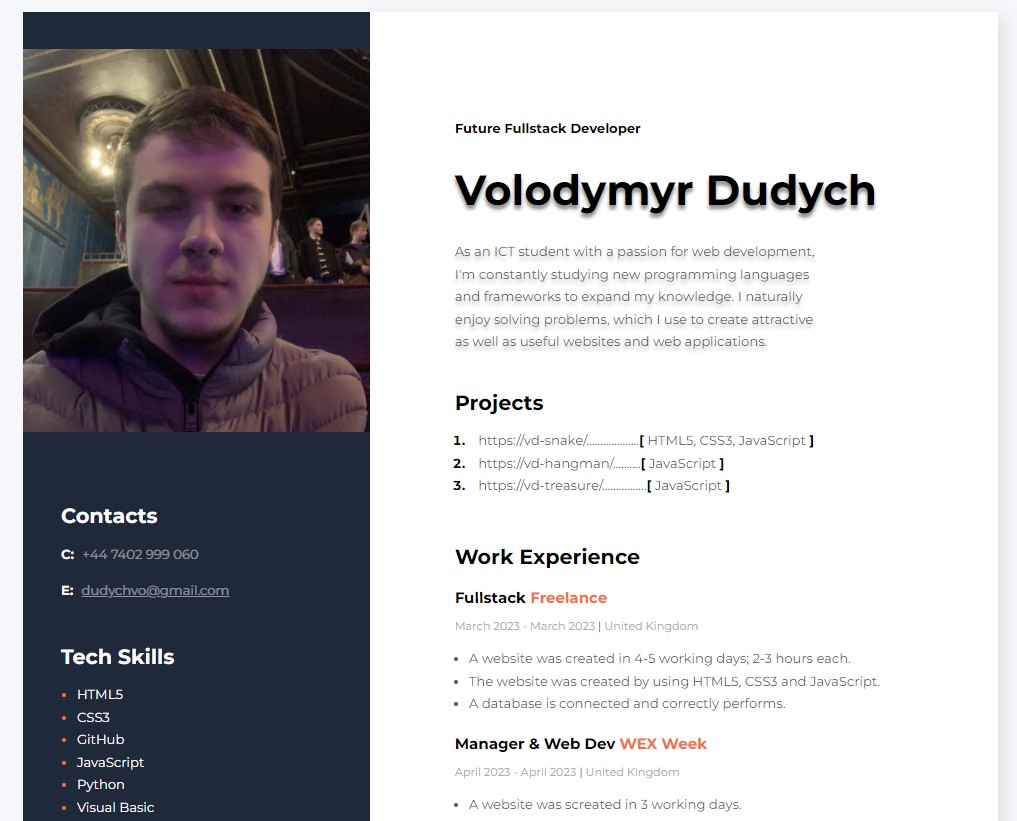 Future Fullstack Developer
Volodymyr Dudych
As an ICT student with a passion for web development,
I'm constantly studying new programming languages
and frameworks to expand my knowledge. I naturally
enjoy solving problems, which I use to create attractive
as well as useful websites and web applications.
Projects
1. https://vd-snake/...................[ HTML5, CSS3, JavaScript ]
2. https://vd-hangman/..........[ JavaScript ]
3. https://vd-treasure/................[ JavaScript ]
Work Experience
Fullstack Freelance
March 2023 - March 2023 | United Kingdom
• A website was created in 4-5 working days; 2-3 hours each.
• The website was created by using HTML5, CSS3 and JavaScript.
• A database is connected and correctly performs.
Manager & Web Dev WEX Week
April 2023 - April 2023 | United Kingdom
• A website was screated in 3 working days.
Contacts
C: +44 7402 999 060
E: dudychvo@gmail.com
Tech Skills
• HTML5
• CSS3
• GitHub
• JavaScript
• Python
• Visual Basic